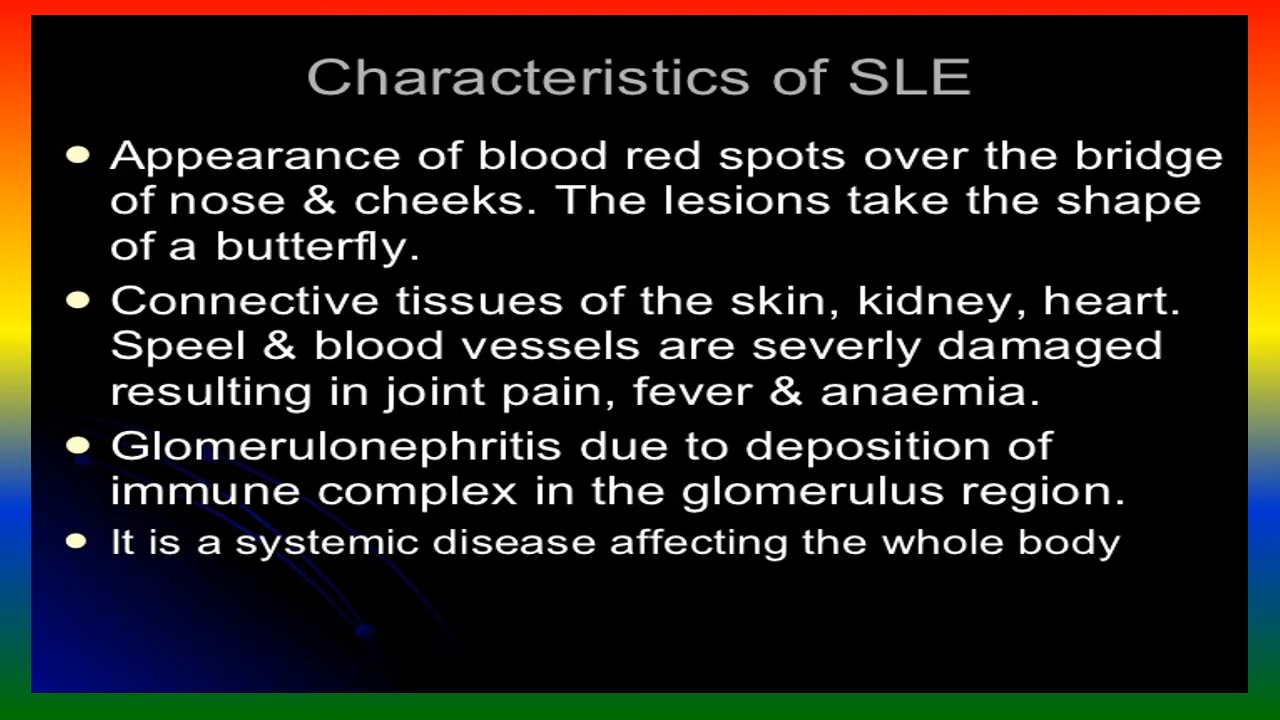 Characteristics of SLE
• Appearance of blood red spots over the bridge
of nose & cheeks. The lesions take the shape
of a butterfly.
• Connective tissues of the skin, kidney, heart.
Speel & blood vessels are severly damaged
resulting in joint pain, fever & anaemia.
• Glomerulonephritis due to deposition of
immune complex in the glomerulus region.
• It is a systemic disease affecting the whole body